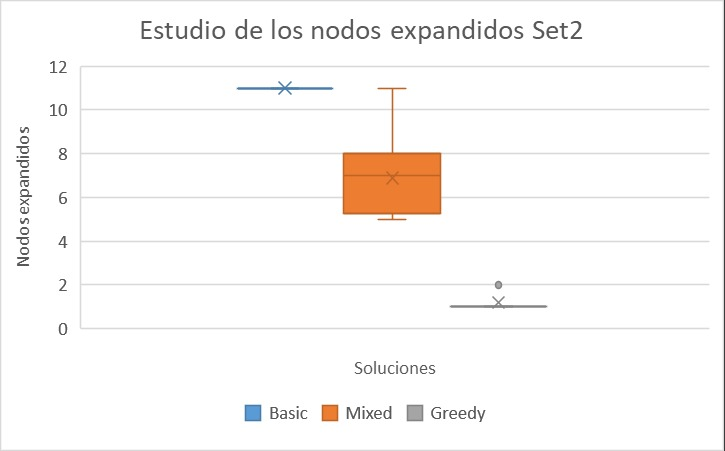 Estudio de los nodos expandidos Set2
12
10
8
6
4
2
0
Nodos expandidos
Soluciones
Basic Mixed Greedy